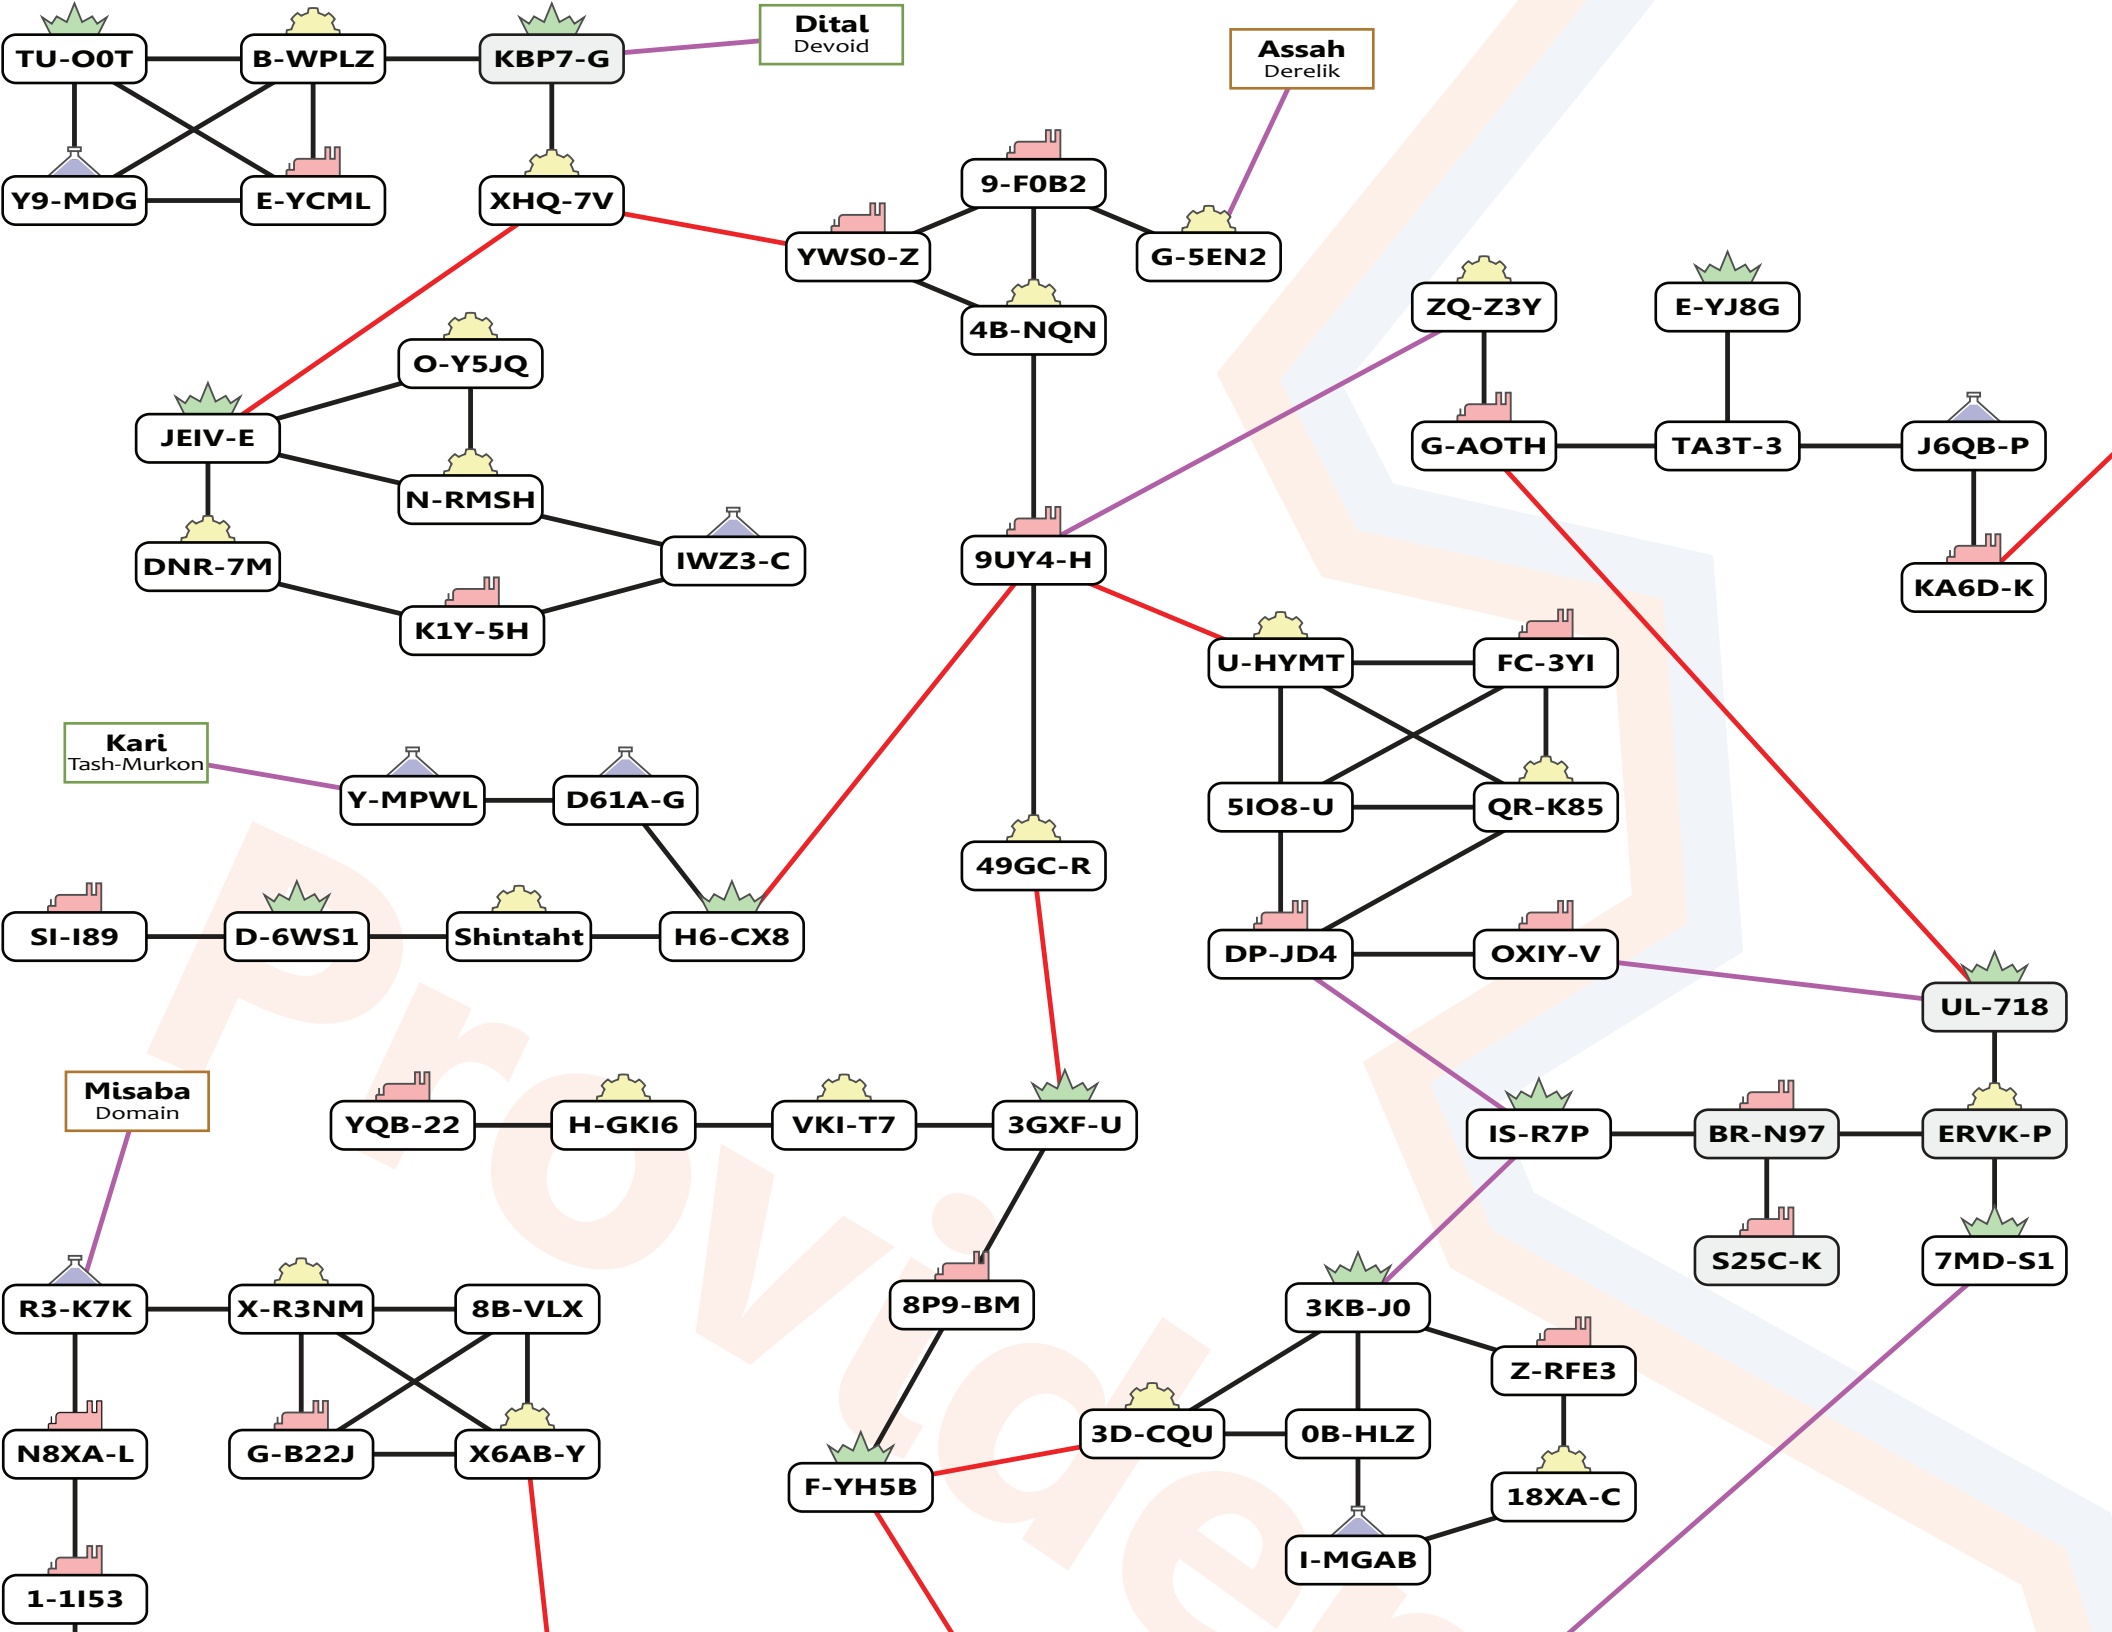 Dital
Devoid
Assah
Derelik
TU-O0T
B-WPLZ
KBP7-G
Y9-MDG
E-YCML
XHQ-7V
9-F0B2
YWS0-Z
G-5EN2
4B-NQN
ZQ-Z3Y
E-YJ8G
O-Y5JQ
JEIV-E
G-AOTH
TA3T-3
J6QB-P
N-RMSH
DNR-7M
IWZ3-C
9UY4-H
KA6D-K
K1Y-5H
U-HYMT
FC-3YI
Kari
Tash-Murkon
Y-MPWL
D61A-G
5IO8-U
QR-K85
49GC-R
SI-I89
D-6WS1
Shintaht
H6-CX8
DP-JD4
OXIY-V
UL-718
Misaba
Domain
YQB-22
H-GKI6
VKI-T7
3GXF-U
IS-R7P
BR-N97
ERVK-P
S25C-K
7MD-S1
R3-K7K
X-R3NM
8B-VLX
8P9-BM
3KB-J0
Z-RFE3
3D-CQU
0B-HLZ
N8XA-L
G-B22J
X6AB-Y
F-YH5B
18XA-C
I-MGAB
1-1I53